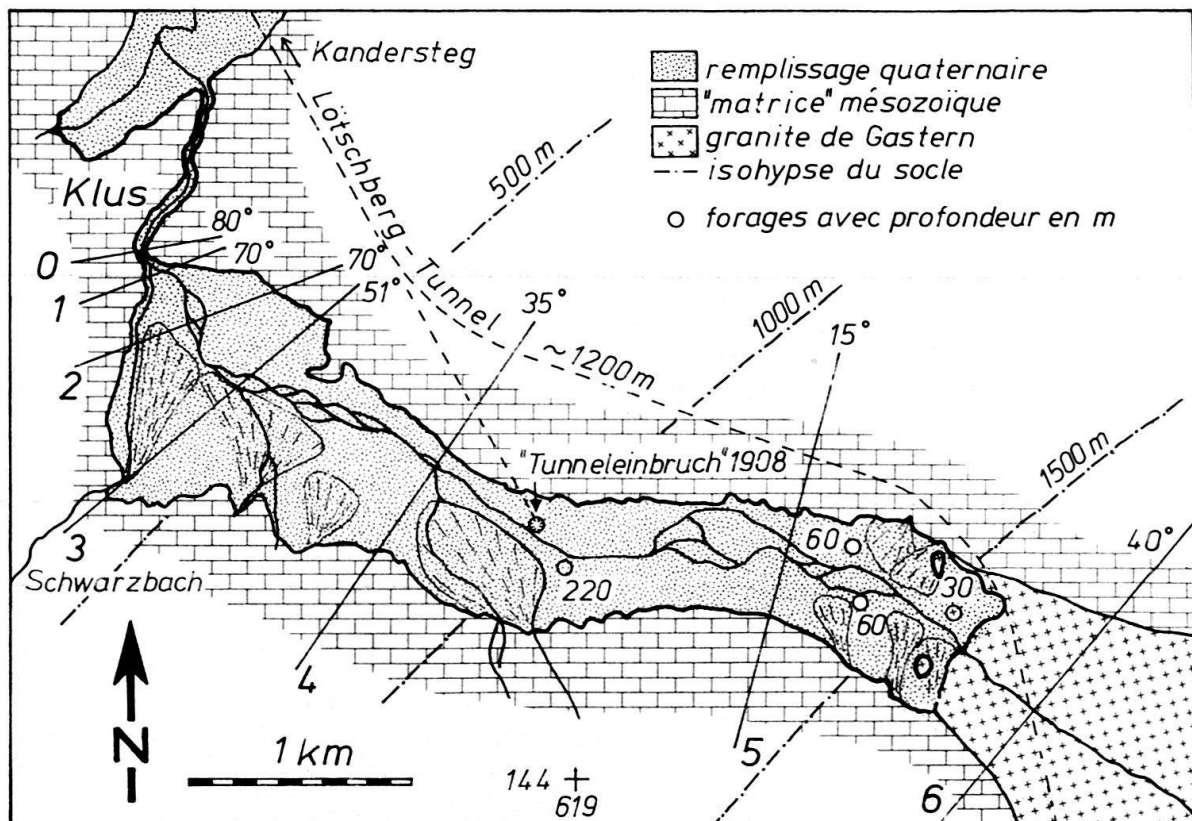 Kandersteg
remplissage quaternaire
"matrice" mésozoïque
granite de Gastern
isohypse du socle
forages avec profondeur en m
Lötschberg - Tunnel
500 m
Klus
80°
70°
70°
51°
35°
0
1
2
1000 m
~1200 m
15°
"Tunneleinbruch" 1908
1500 m
40°
60
30
220
60
3
Schwarzbach
4
5
6
N
1 km
144
619